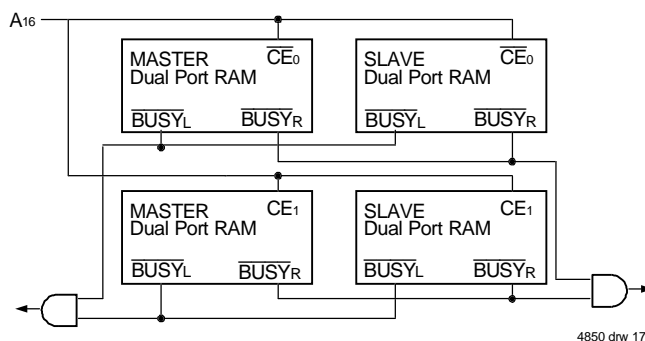 A16
MASTER CE0 SLAVE CE0
Dual Port RAM Dual Port RAM
BUSYL BUSYR BUSYL BUSYR
MASTER CE1 SLAVE CE1
Dual Port RAM Dual Port RAM
BUSYL BUSYR BUSYL BUSYR
4850 drw 17